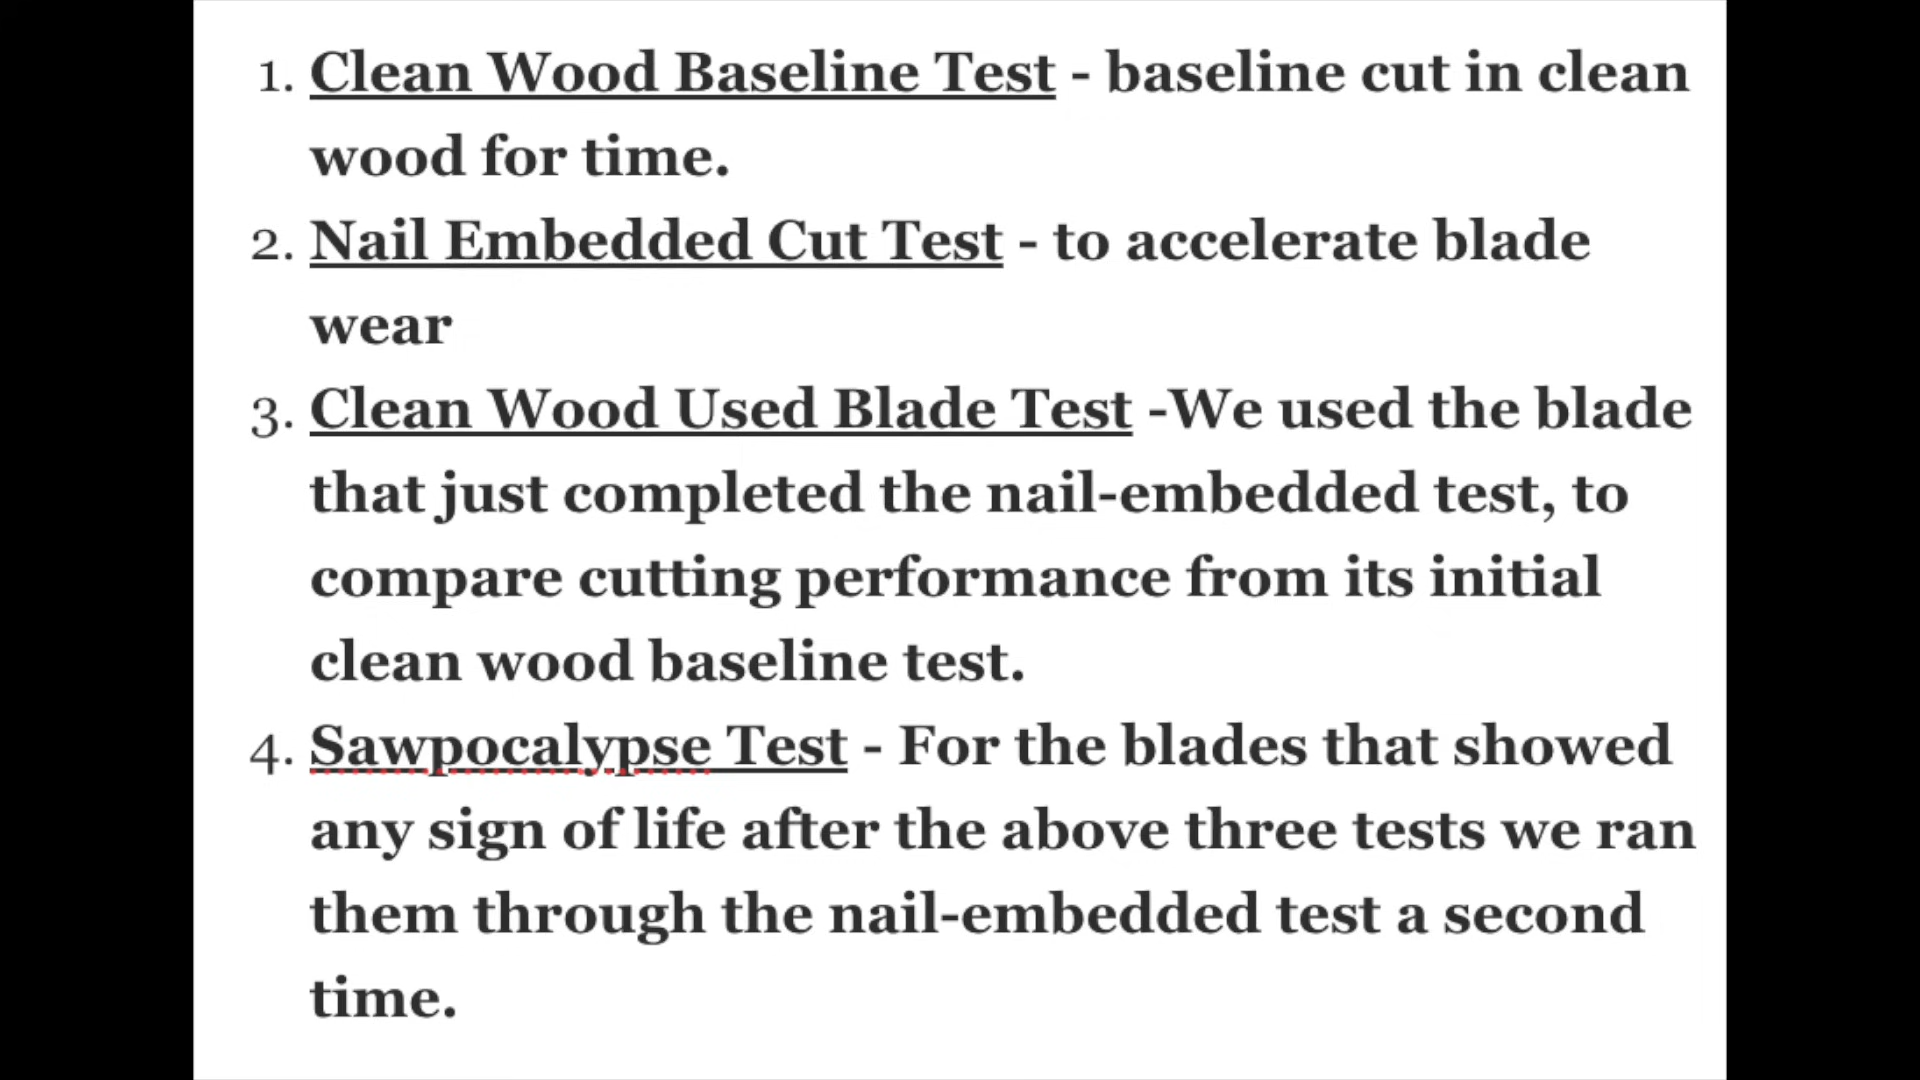 1. Clean Wood Baseline Test - baseline cut in clean
wood for time.
2. Nail Embedded Cut Test - to accelerate blade
wear
3. Clean Wood Used Blade Test -We used the blade
that just completed the nail-embedded test, to
compare cutting performance from its initial
clean wood baseline test.
4. Sawpocalypse Test - For the blades that showed
any sign of life after the above three tests we ran
them through the nail-embedded test a second
time.